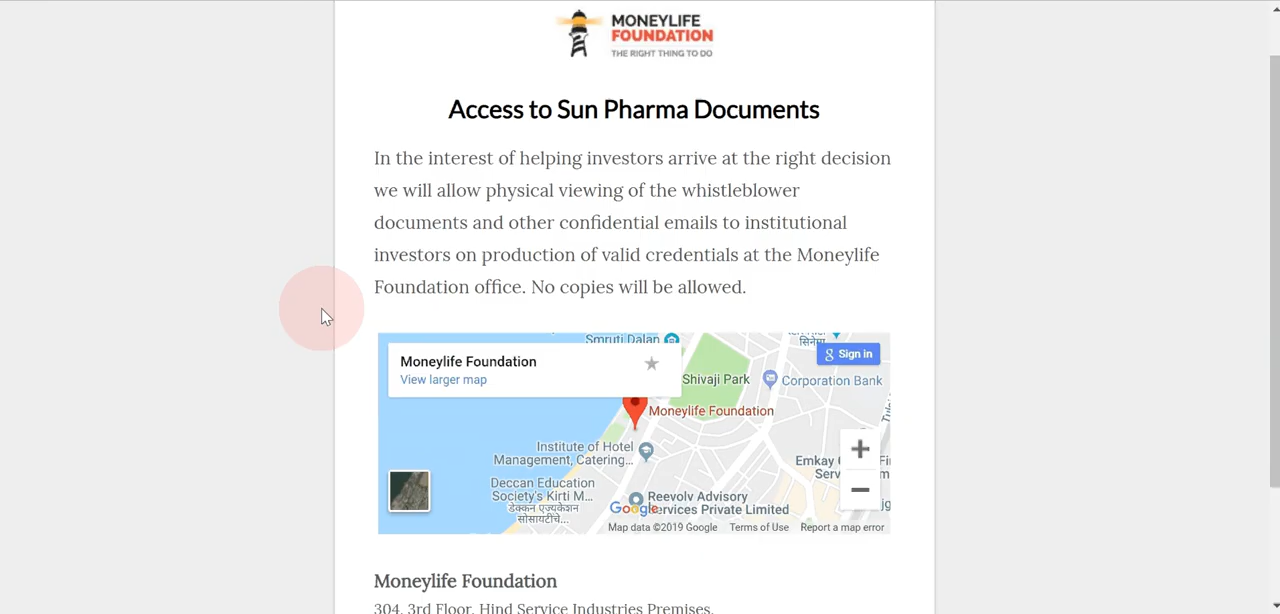 MONEYLIFE
FOUNDATION
THE RIGHT THING TO DO
Access to Sun Pharma Documents
In the interest of helping investors arrive at the right decision
we will allow physical viewing of the whistleblower
documents and other confidential emails to institutional
investors on production of valid credentials at the Moneylife
Foundation office. No copies will be allowed.
Smruti Dalan
सिनेमा
Moneylife Foundation
View larger map
Sign in
Shivaji Park
Corporation Bank
Moneylife Foundation
Institute of Hotel
Management, Catering...
Emkay
Deccan Education
Society's Kirti M...
डेक्कन एज्यूकेशन
सोसायटीचे...
Reevolv Advisory
Services Private Limited
Google
Map data ©2019 Google
Terms of Use
Report a map error
Moneylife Foundation
304, 3rd Floor, Hind Service Industries Premises,